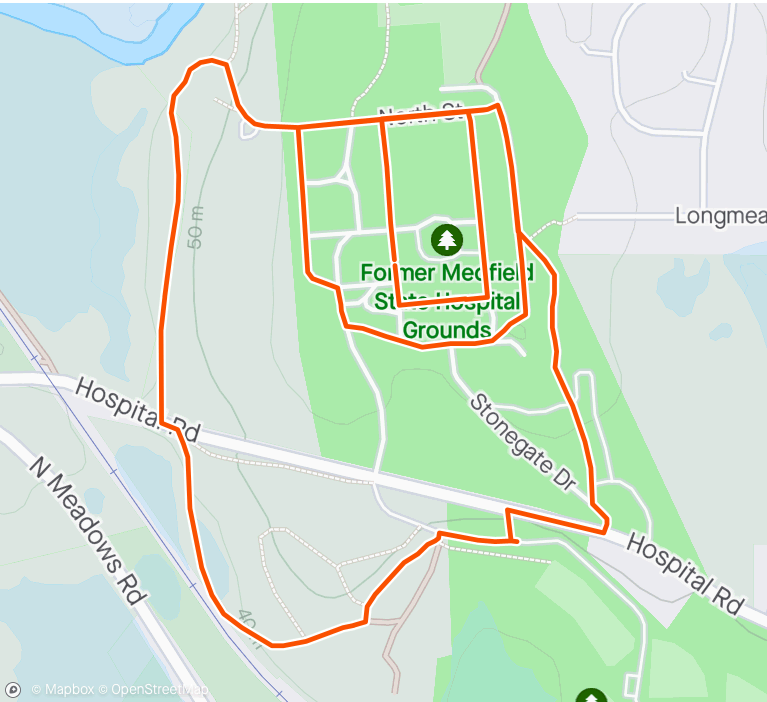 North St
50 m
Longmea
Former Medfield
State Hospital
Grounds
Hospital Rd
Stonegate Dr
N Meadows Rd
Hospital Rd
40 m
© Mapbox © OpenStreetMap